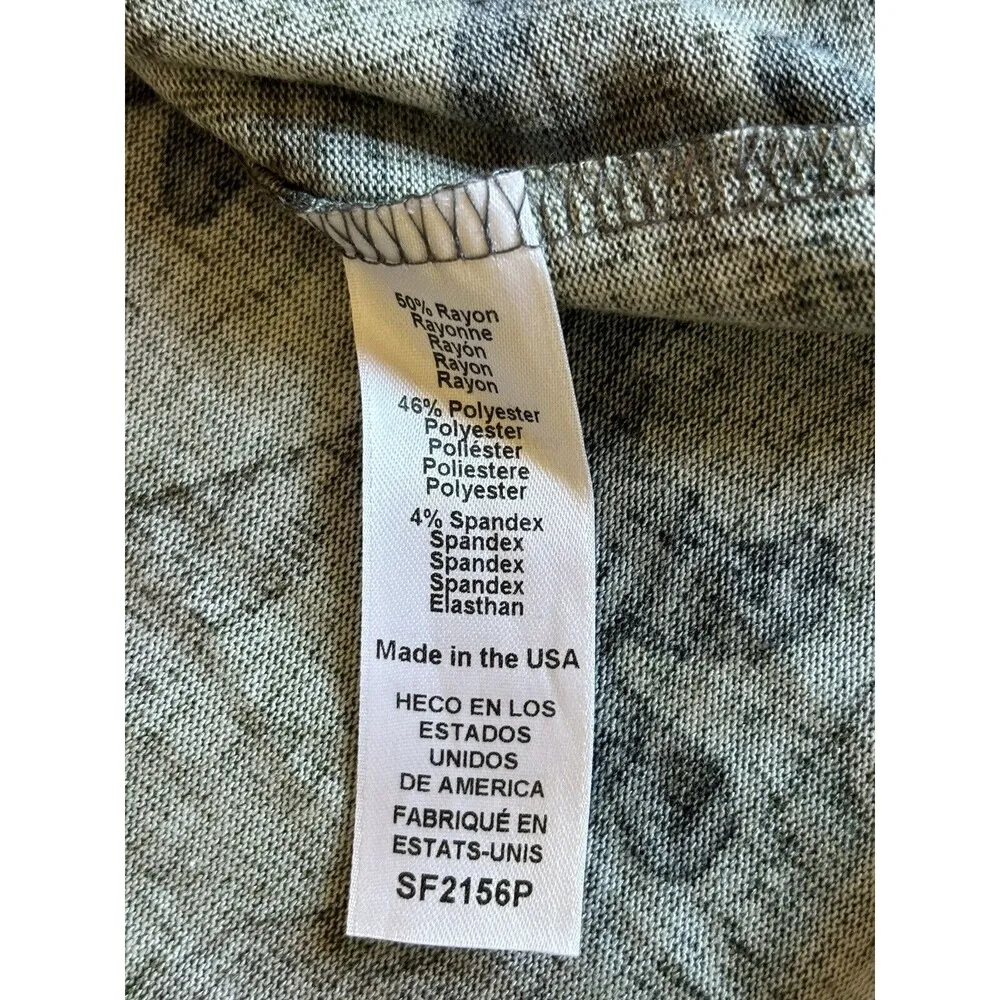 50% Rayon
Rayonne
Rayón
Rayon
Rayon
46% Polyester
Polyester
Poliéster
Poliestere
Polyester
4% Spandex
Spandex
Spandex
Spandex
Elasthan
Made in the USA
HECO EN LOS
ESTADOS
UNIDOS
DE AMERICA
FABRIQUÉ EN
ESTATS-UNIS
SF2156P